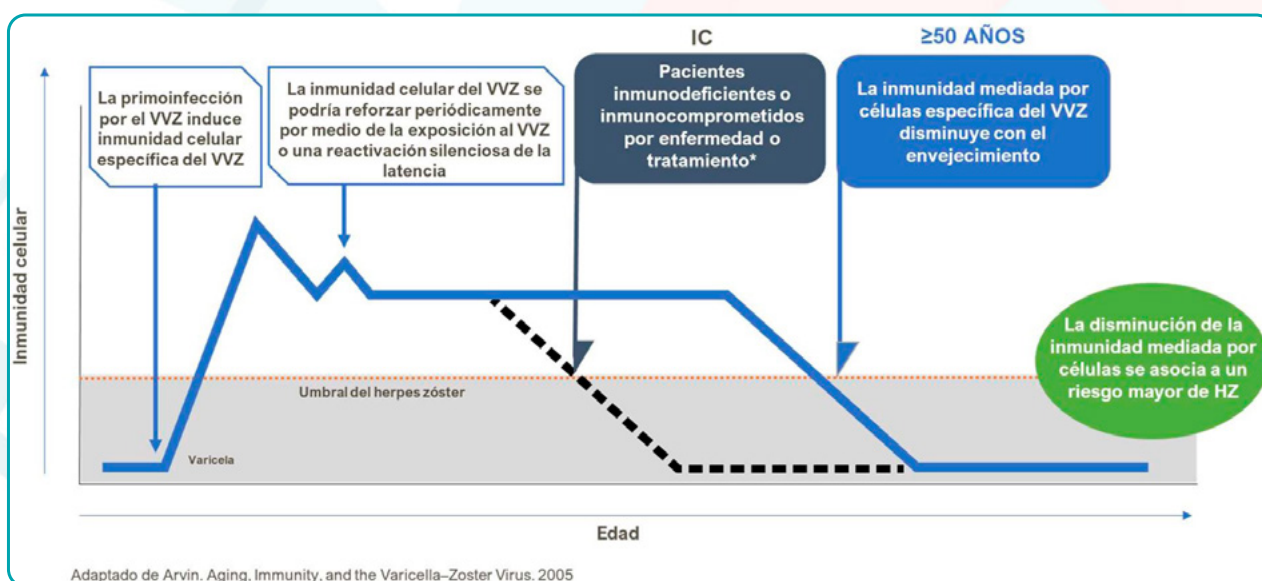 IC
≥50 AÑOS
La primoinfección
por el VVZ induce
inmunidad celular
específica del VVZ
La inmunidad celular del VVZ se
podría reforzar periódicamente
por medio de la exposición al VVZ
o una reactivación silenciosa de la
latencia
Pacientes
inmunodeficientes o
inmunocomprometidos
por enfermedad o
tratamiento*
La inmunidad mediada por
células específica del VVZ
disminuye con el
envejecimiento
Inmunidad celular
La disminución de la
inmunidad mediada por
células se asocia a un
riesgo mayor de HZ
Umbral del herpes zóster
Varicela
Edad
Adaptado de Arvin. Aging, Immunity, and the Varicella–Zoster Virus. 2005